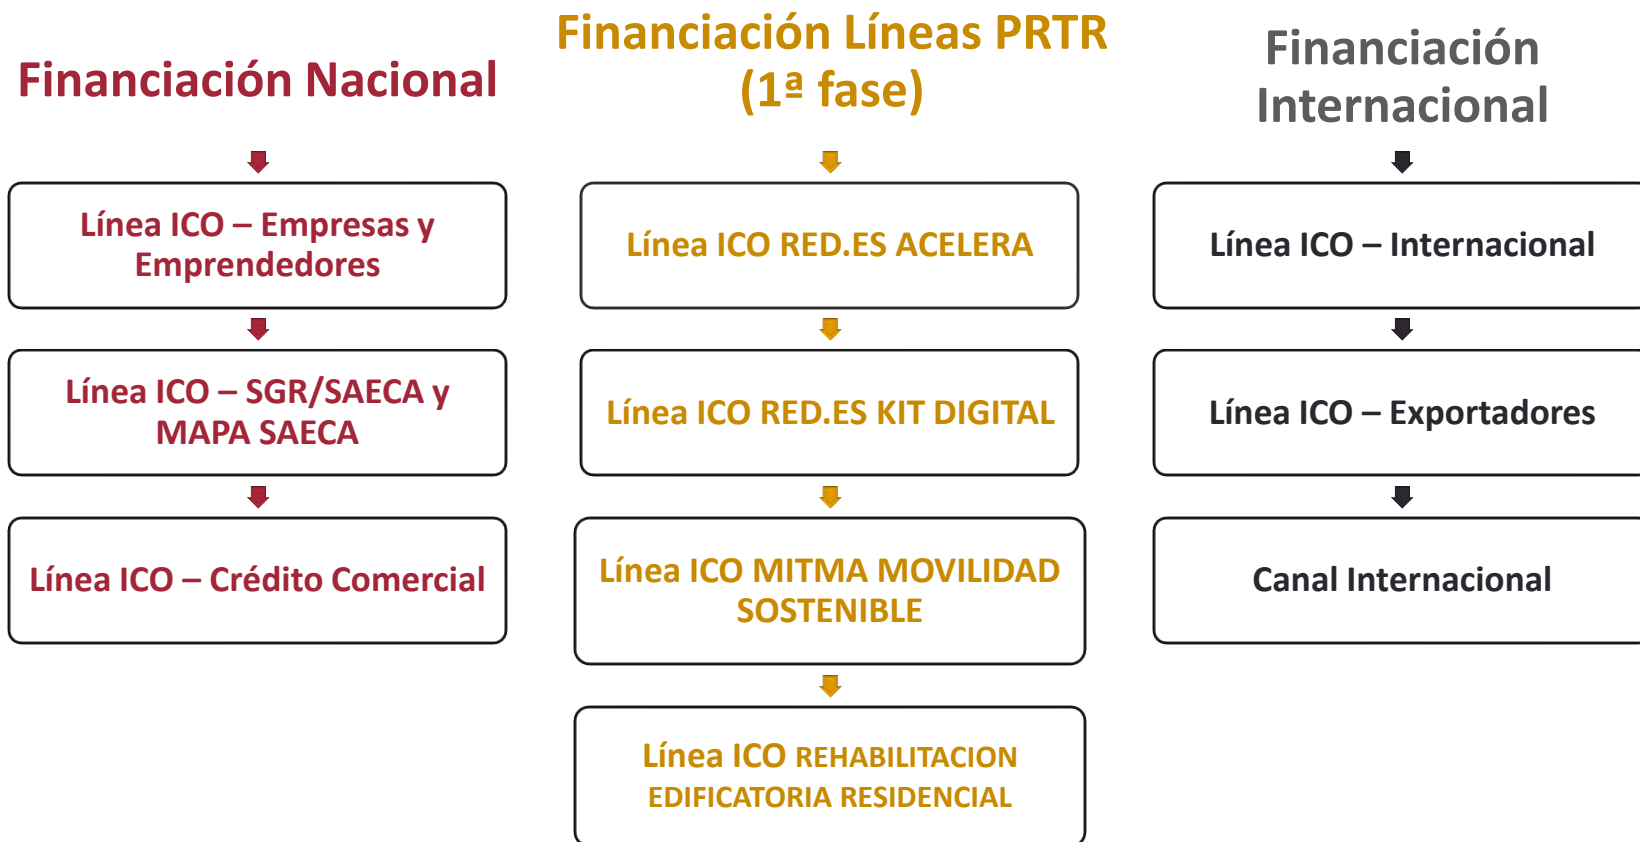 Financiación Nacional
Línea ICO – Empresas y
Emprendedores
Línea ICO – SGR/SAECA y
MAPA SAECA
Línea ICO – Crédito Comercial
Financiación Líneas PRTR
(1ª fase)
Línea ICO RED.ES ACELERA
Línea ICO RED.ES KIT DIGITAL
Línea ICO MITMA MOVILIDAD
SOSTENIBLE
Línea ICO REHABILITACION
EDIFICATORIA RESIDENCIAL
Financiación
Internacional
Línea ICO – Internacional
Línea ICO – Exportadores
Canal Internacional